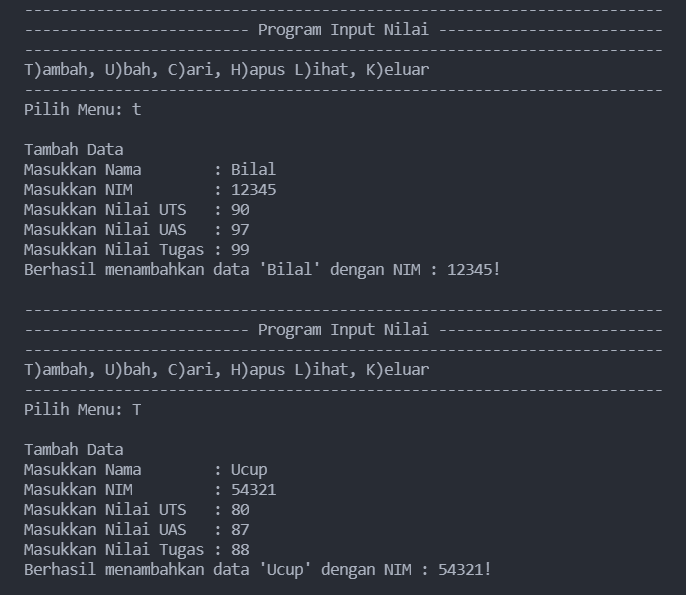 ----------------------------------------------------------------------
------------------------- Program Input Nilai -------------------------
----------------------------------------------------------------------
T)ambah, U)bah, C)ari, H)apus L)ihat, K)eluar
----------------------------------------------------------------------
Pilih Menu: t
Tambah Data
Masukkan Nama        : Bilal
Masukkan NIM         : 12345
Masukkan Nilai UTS   : 90
Masukkan Nilai UAS   : 97
Masukkan Nilai Tugas : 99
Berhasil menambahkan data 'Bilal' dengan NIM : 12345!
----------------------------------------------------------------------
------------------------- Program Input Nilai -------------------------
----------------------------------------------------------------------
T)ambah, U)bah, C)ari, H)apus L)ihat, K)eluar
----------------------------------------------------------------------
Pilih Menu: T
Tambah Data
Masukkan Nama        : Ucup
Masukkan NIM         : 54321
Masukkan Nilai UTS   : 80
Masukkan Nilai UAS   : 87
Masukkan Nilai Tugas : 88
Berhasil menambahkan data 'Ucup' dengan NIM : 54321!